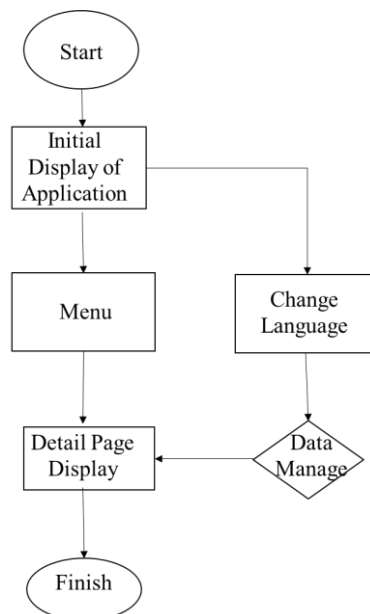 Start
Initial
Display of
Application
Menu
Change
Language
Detail Page
Display
Data
Manage
Finish